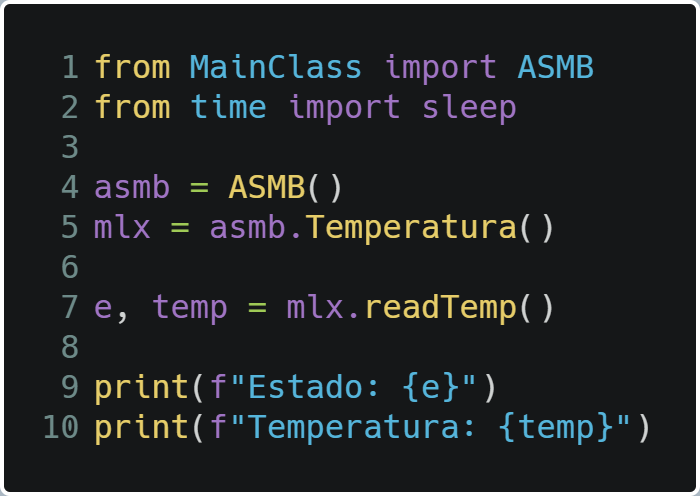 1 from MainClass import ASMB
2 from time import sleep
3
4 asmb = ASMB()
5 mlx = asmb.Temperatura()
6
7 e, temp = mlx.readTemp()
8
9 print(f"Estado: {e}")
10 print(f"Temperatura: {temp}")